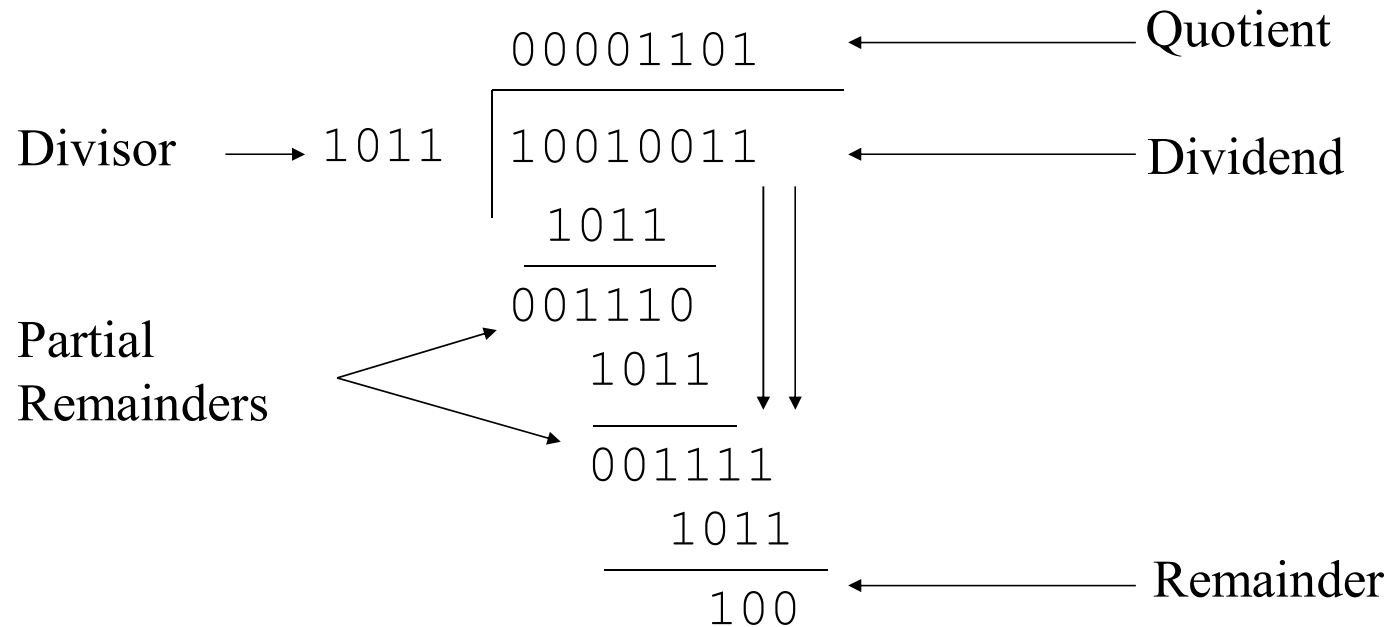 00001101 Quotient
Divisor 1011 10010011 Dividend
1011
001110
Partial
Remainders
1011
001111
1011
Remainder
100